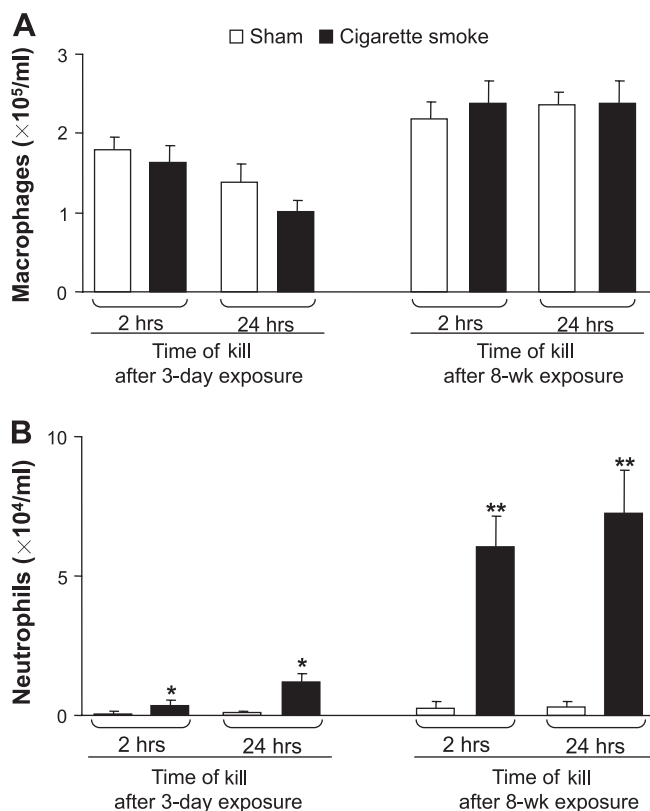 A
Sham Cigarette smoke
Macrophages (×10⁵/ml)
3
2
1
0
2 hrs 24 hrs 2 hrs 24 hrs
Time of kill Time of kill
after 3-day exposure after 8-wk exposure
B
Neutrophils (×10⁴/ml)
10
5
0
* * ** **
2 hrs 24 hrs 2 hrs 24 hrs
Time of kill Time of kill
after 3-day exposure after 8-wk exposure